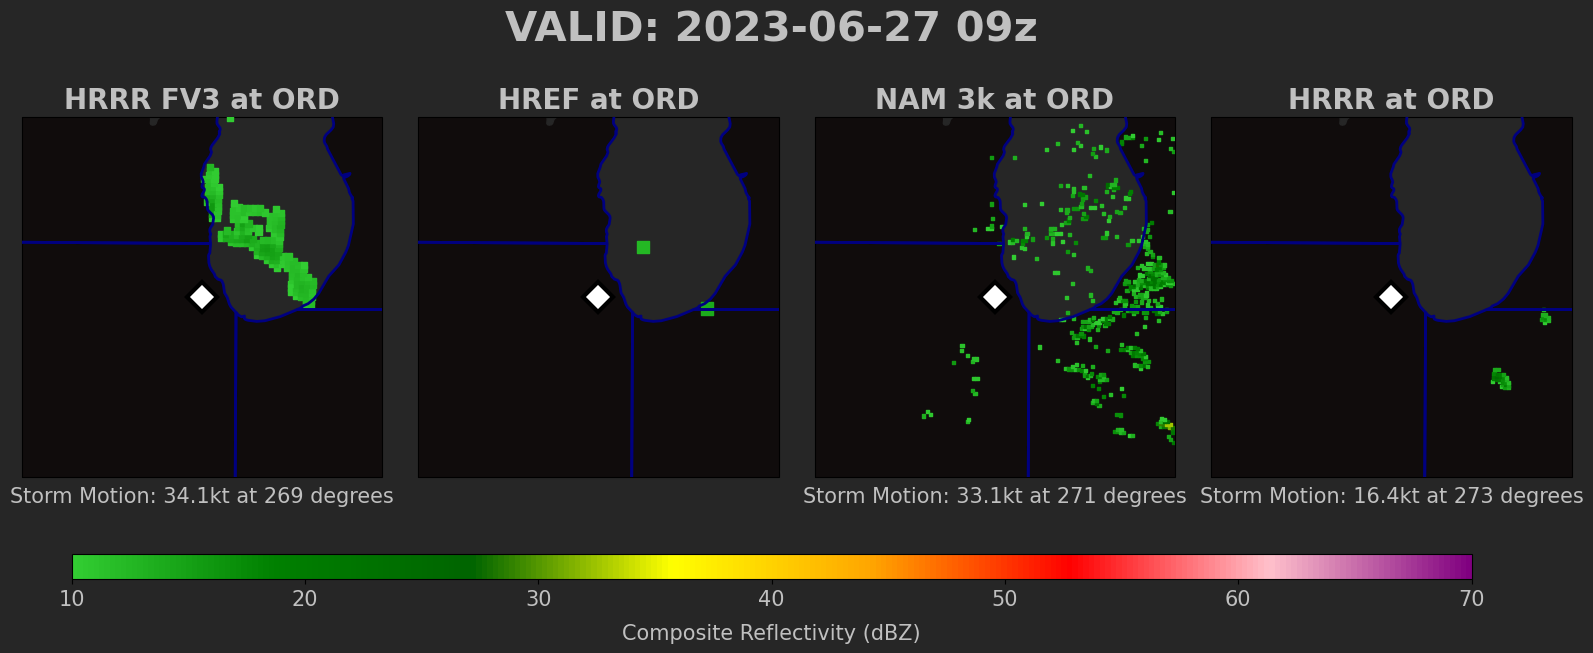 VALID: 2023-06-27 09z
HRRR FV3 at ORD
HREF at ORD
NAM 3k at ORD
HRRR at ORD
Storm Motion: 34.1kt at 269 degrees
Storm Motion: 33.1kt at 271 degrees
Storm Motion: 16.4kt at 273 degrees
10 20 30 40 50 60 70
Composite Reflectivity (dBZ)